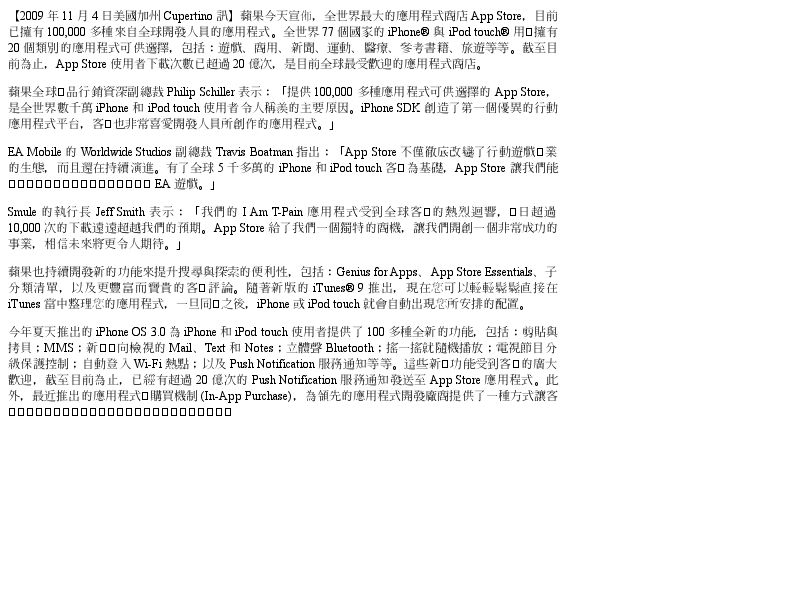 【2009 年 11 月 4 日美國加州 Cupertino 訊】蘋果今天宣佈，全世界最大的應用程式商店 App Store，目前
已擁有 100,000 多種來自全球開發人員的應用程式。全世界 77 個國家的 iPhone® 與 iPod touch® 用□擁有
20 個類別的應用程式可供選擇，包括：遊戲、商用、新聞、運動、醫療、參考書籍、旅遊等等。截至目
前為止，App Store 使用者下載次數已超過 20 億次，是目前全球最受歡迎的應用程式商店。
蘋果全球□品行銷資深副總裁 Philip Schiller 表示：「提供 100,000 多種應用程式可供選擇的 App Store，
是全世界數千萬 iPhone 和 iPod touch 使用者令人稱羨的主要原因。iPhone SDK 創造了第一個優異的行動
應用程式平台，客□也非常喜愛開發人員所創作的應用程式。」
EA Mobile 的 Worldwide Studios 副總裁 Travis Boatman 指出：「App Store 不僅徹底改變了行動遊戲□業
的生態，而且還在持續演進。有了全球 5 千多萬的 iPhone 和 iPod touch 客□為基礎，App Store 讓我們能
□□□□□□□□□□□□□□□□ EA 遊戲。」
Smule 的執行長 Jeff Smith 表示：「我們的 I Am T-Pain 應用程式受到全球客□的熱烈迴響，□日超過
10,000 次的下載遠遠超越我們的預期。App Store 給了我們一個獨特的商機，讓我們開創一個非常成功的
事業，相信未來將更令人期待。」
蘋果也持續開發新的功能來提升搜尋與探索的便利性，包括：Genius for Apps、App Store Essentials、子
分類清單，以及更豐富而寶貴的客□評論。隨著新版的 iTunes® 9 推出，現在您可以輕輕鬆鬆直接在
iTunes 當中整理您的應用程式，一旦同□之後，iPhone 或 iPod touch 就會自動出現您所安排的配置。
今年夏天推出的 iPhone OS 3.0 為 iPhone 和 iPod touch 使用者提供了 100 多種全新的功能，包括：剪貼與
拷貝；MMS；新□□向檢視的 Mail、Text 和 Notes；立體聲 Bluetooth；搖一搖就隨機播放；電視節目分
級保護控制；自動登入 Wi-Fi 熱點；以及 Push Notification 服務通知等等。這些新□功能受到客□的廣大
歡迎，截至目前為止，已經有超過 20 億次的 Push Notification 服務通知發送至 App Store 應用程式。此
外，最近推出的應用程式□購買機制 (In-App Purchase)，為領先的應用程式開發廠商提供了一種方式讓客
□□□□□□□□□□□□□□□□□□□□□□□□□